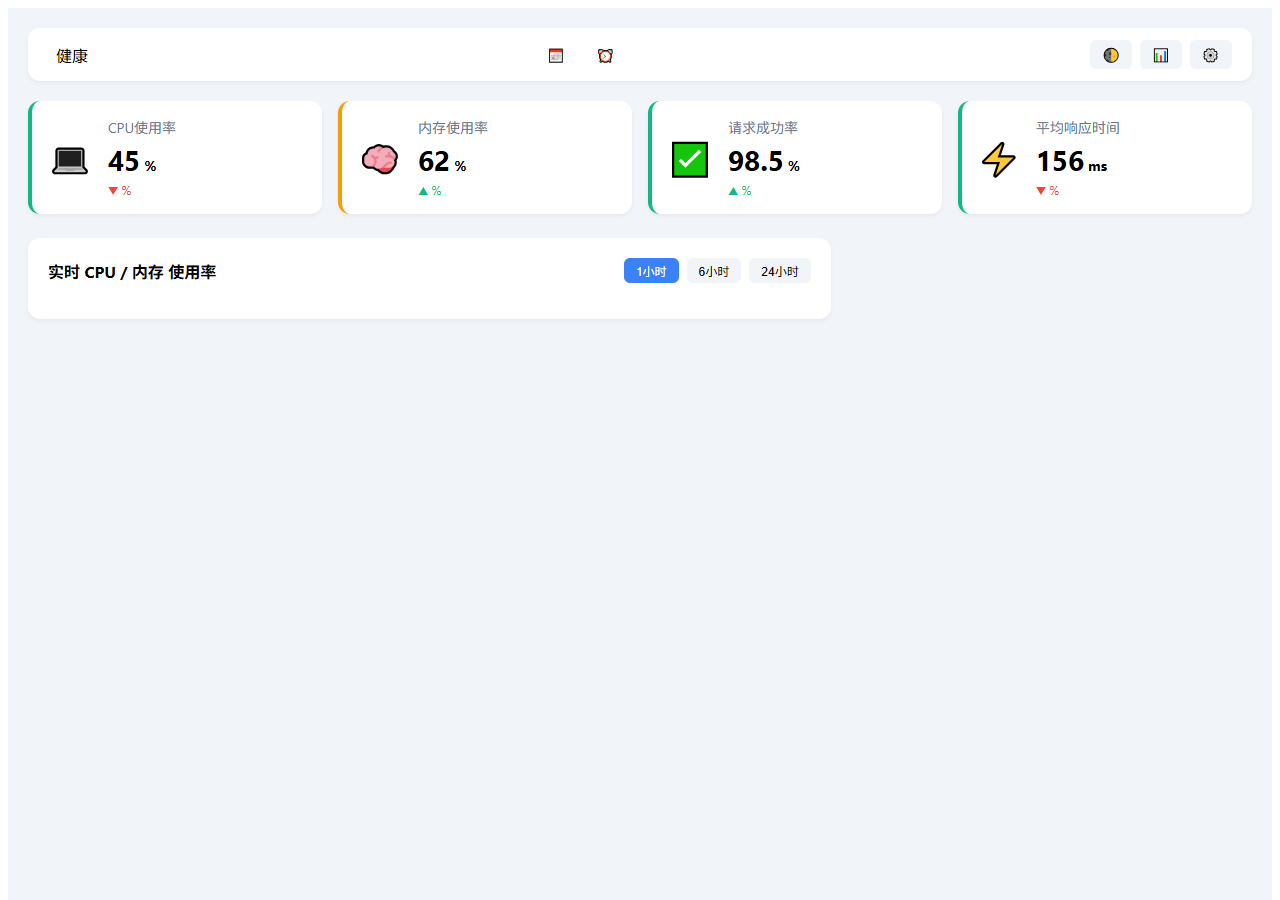 健康
CPU使用率
45 %
▼ %
内存使用率
62 %
▲ %
请求成功率
98.5 %
▲ %
平均响应时间
156 ms
▼ %
实时 CPU / 内存 使用率
1小时 6小时 24小时